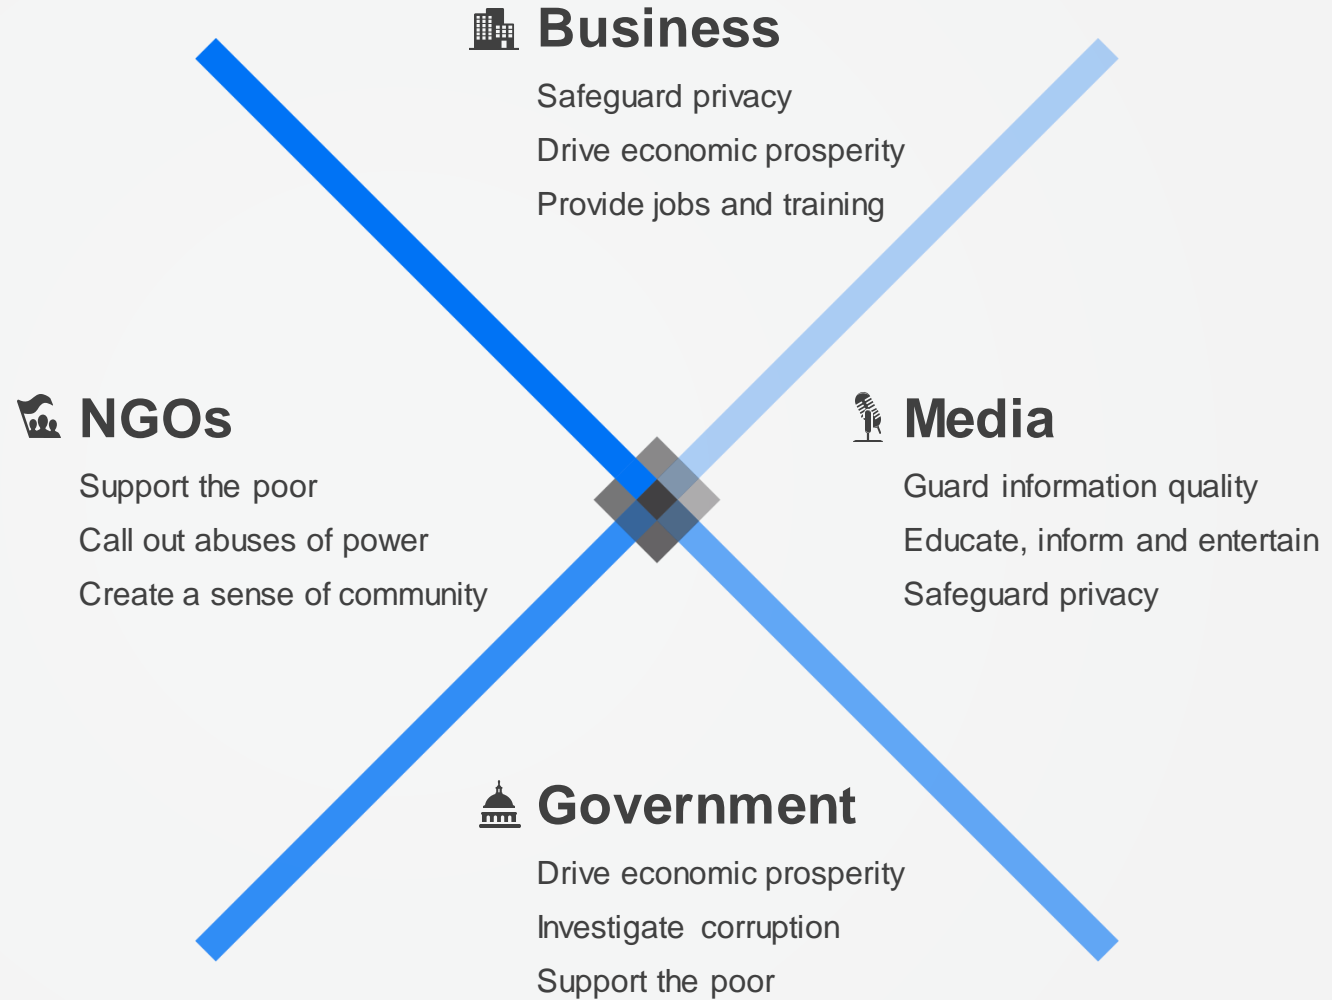 Business
Safeguard privacy
Drive economic prosperity
Provide jobs and training
NGOs
Support the poor
Call out abuses of power
Create a sense of community
Media
Guard information quality
Educate, inform and entertain
Safeguard privacy
Government
Drive economic prosperity
Investigate corruption
Support the poor